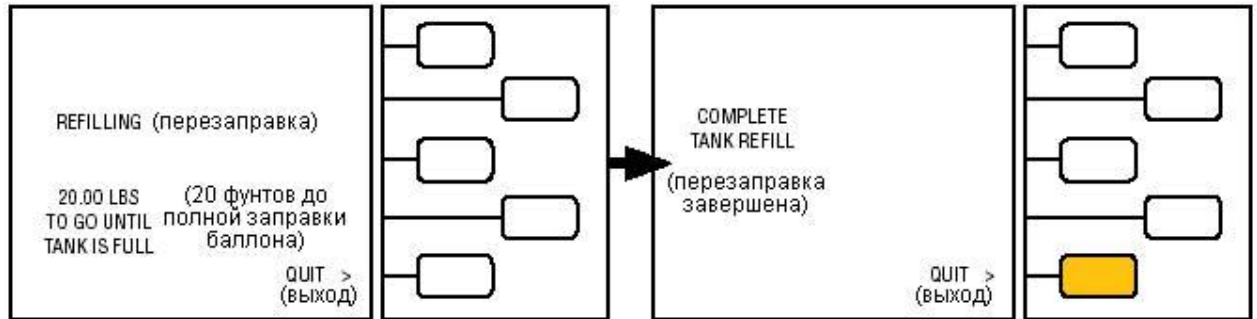 REFILLING (перезаправка)
20.00 LBS (20 фунтов до
TO GO UNTIL полной заправки
TANK IS FULL баллона)
QUIT >
(выход)
COMPLETE
TANK REFILL
(перезаправка
завершена)
QUIT >
(выход)